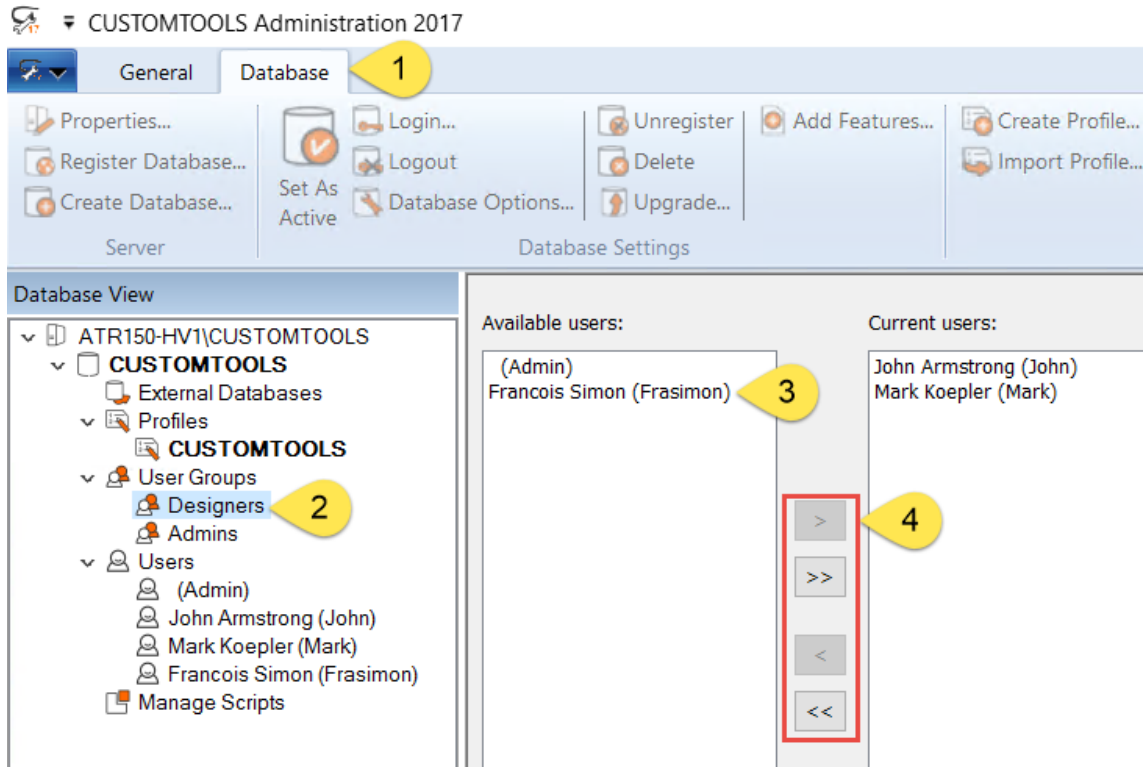 CUSTOMTOOLS Administration 2017
General Database 1
Properties...
Register Database...
Create Database...
Server
Set As
Active
Login...
Logout
Database Options...
Unregister
Delete
Upgrade...
Database Settings
Add Features...
Create Profile...
Import Profile...
Database View
ATR150-HV1\CUSTOMTOOLS
CUSTOMTOOLS
External Databases
Profiles
CUSTOMTOOLS
User Groups
Designers 2
Admins
Users
(Admin)
John Armstrong (John)
Mark Koepler (Mark)
Francois Simon (Frasimon)
Manage Scripts
Available users:
(Admin)
Francois Simon (Frasimon) 3
> 4
>>
<
<<
Current users:
John Armstrong (John)
Mark Koepler (Mark)